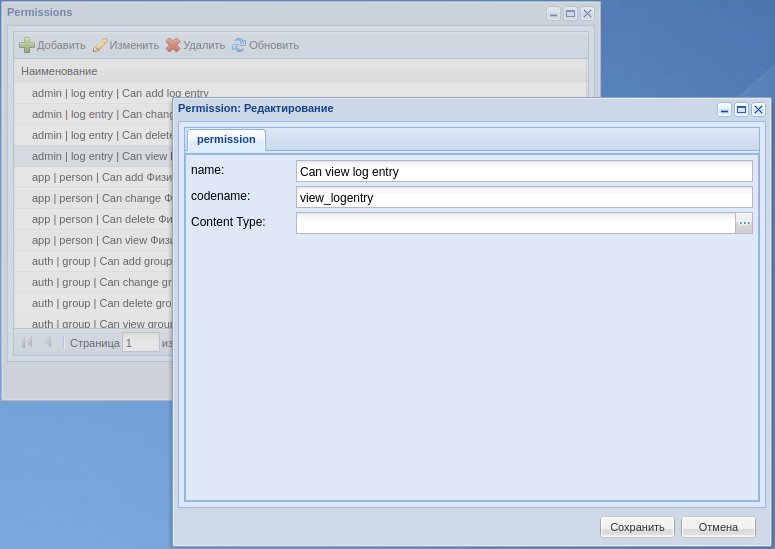 Permissions
Добавить Изменить Удалить Обновить
Наименование
admin | log entry | Can add log entry
admin | log entry | Can chang
admin | log entry | Can delete
admin | log entry | Can view
app | person | Can add Физи
app | person | Can change Ф
app | person | Can delete Фи
app | person | Can view Физи
auth | group | Can add group
auth | group | Can change gr
auth | group | Can delete gro
auth | group | Can view group
Страница 1 из
Permission: Редактирование
permission
name: Can view log entry
codename: view_logentry
Content Type: ...
Сохранить Отмена